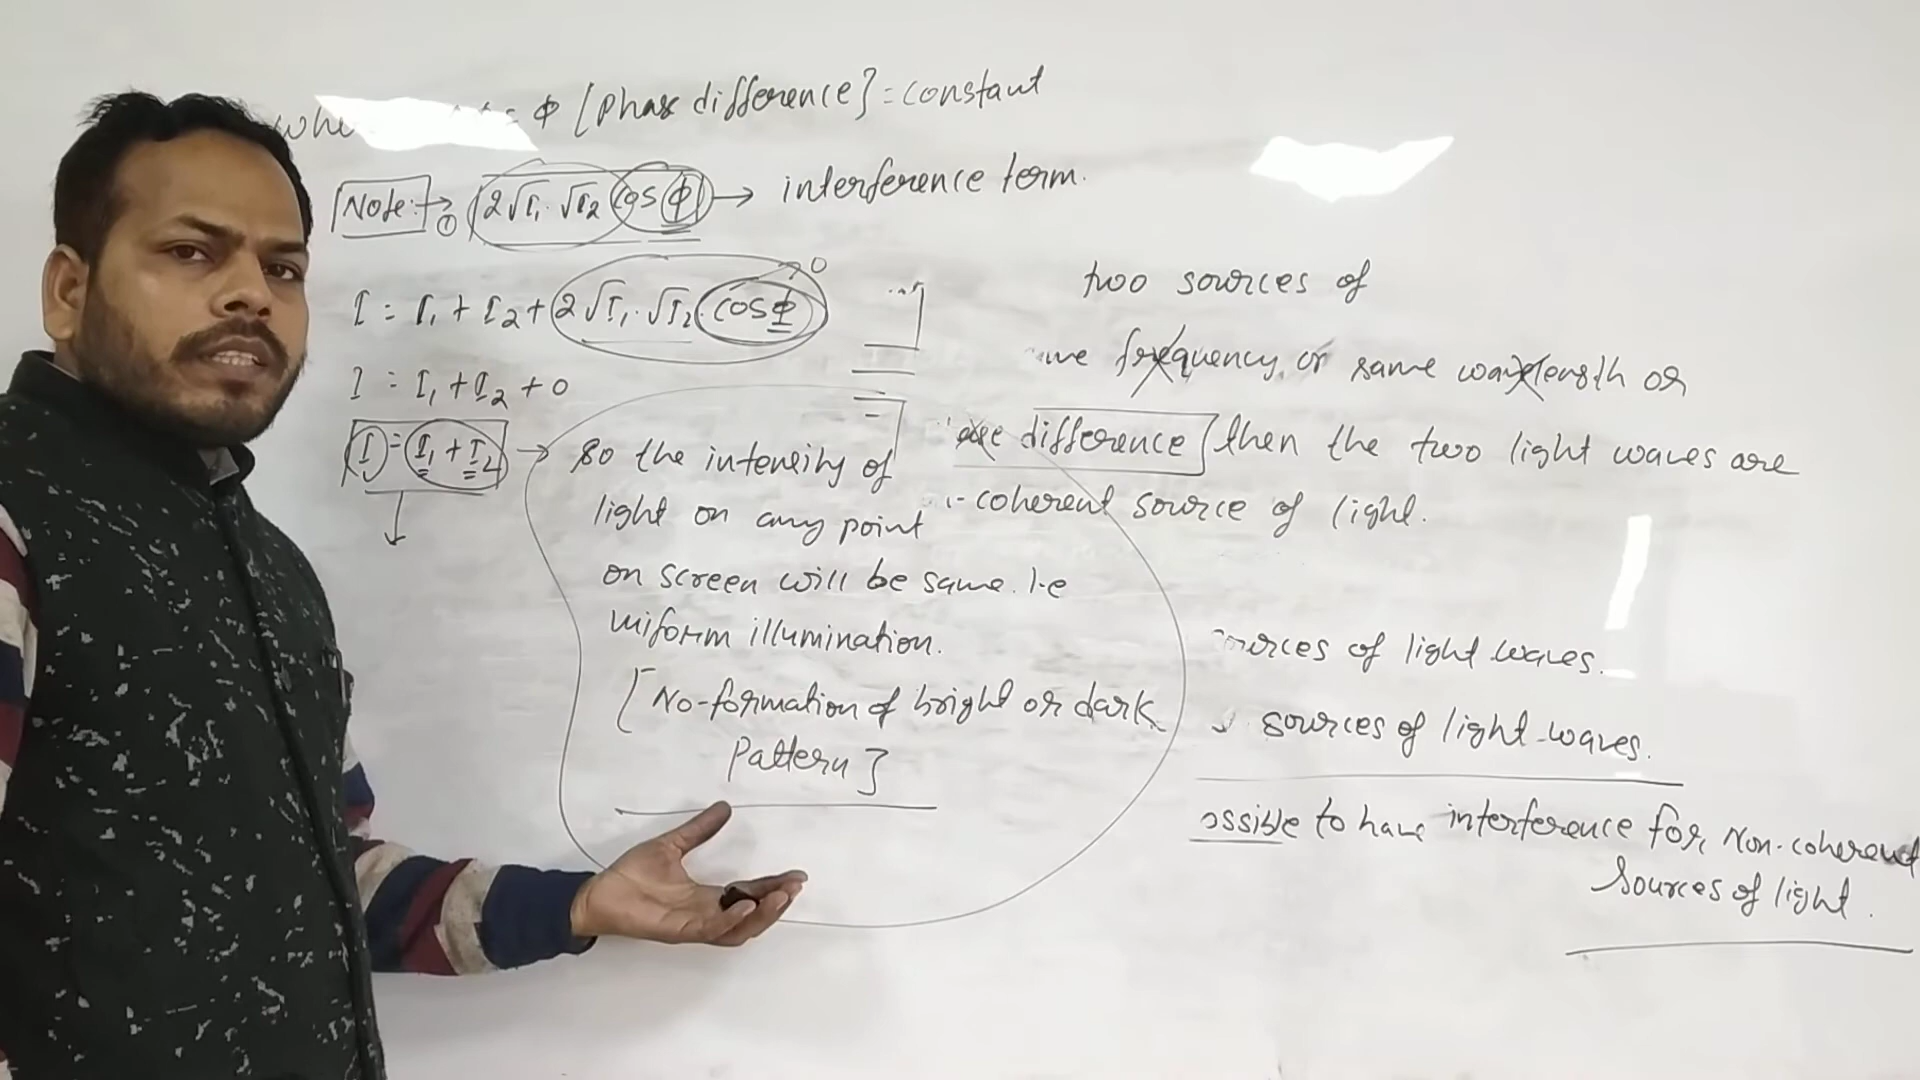 = ϕ [Phase difference] = constant
Note: → ① 2√I₁·√I₂ cos ϕ → interference term.
I = I₁ + I₂ + 2√I₁·√I₂ cos ϕ → 0
I = I₁ + I₂ + 0
I = I₁ + I₂ → so the intensity of
light on any point
on screen will be same. i.e
uniform illumination.
[No-formation of bright or dark
Pattern]
two sources of
frequency or same wavelength or
difference] then the two light waves are
-coherent source of light.
of light waves.
sources of light-waves.
to have interference for Non-coherent
sources of light.